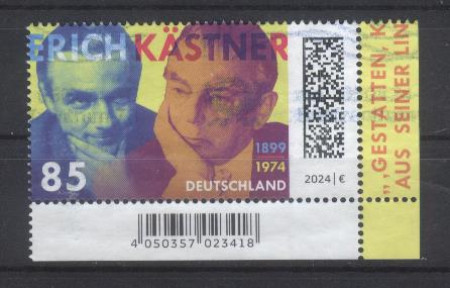 ERICH KÄSTNER
1899
1974
85
DEUTSCHLAND
2024 | €
4 050357 023418
"„GESTATTEN, K
AUS SEINER LIN